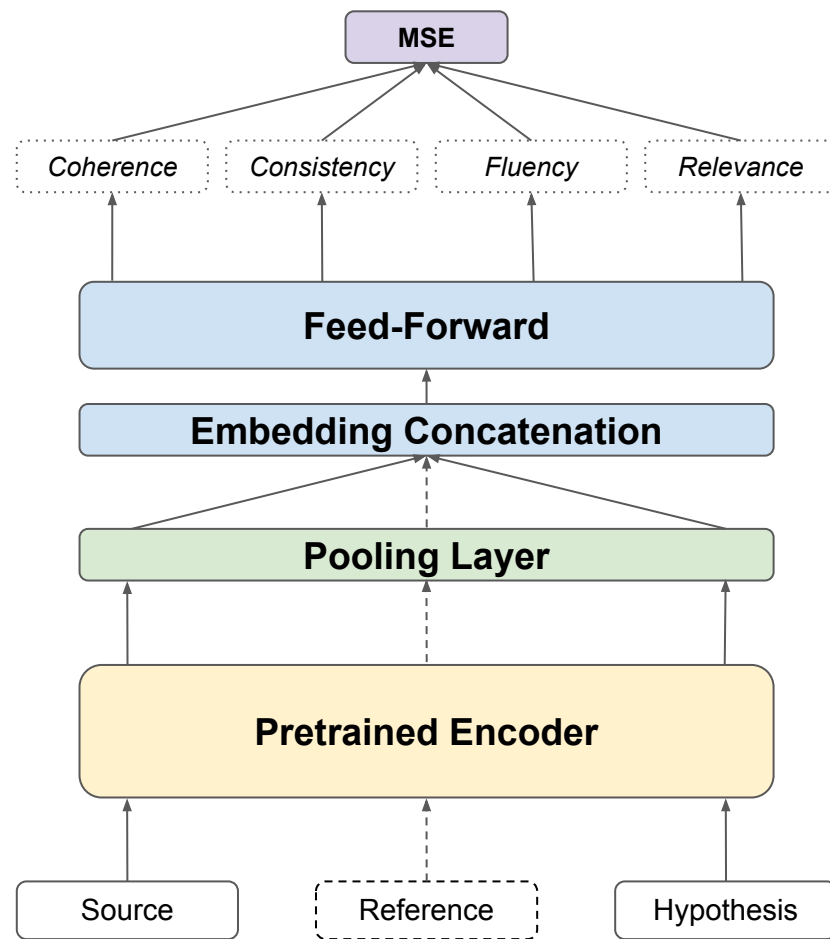 MSE
Coherence
Consistency
Fluency
Relevance
Feed-Forward
Embedding Concatenation
Pooling Layer
Pretrained Encoder
Source
Reference
Hypothesis